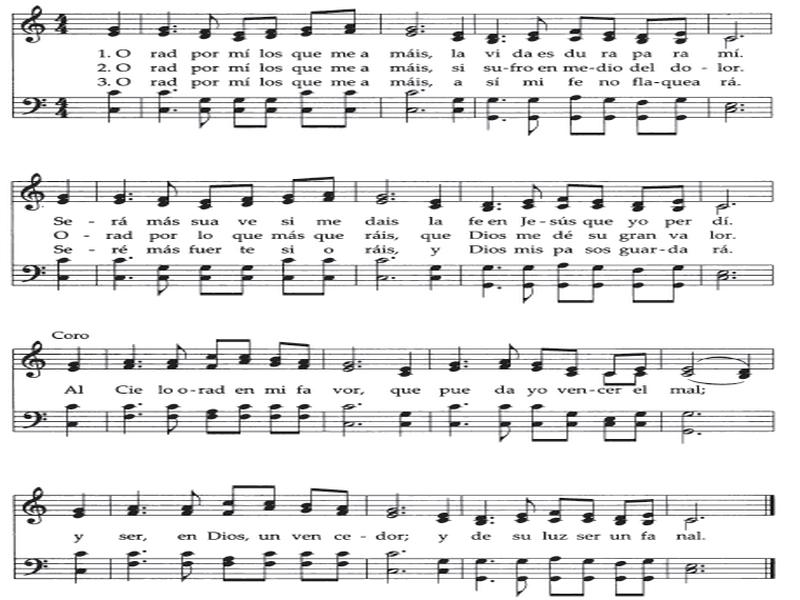 1. O rad por mí los que me a máis, la vi da es du ra pa ra mí.
2. O rad por mí los que me a máis, si su-fro en me-dio del do - lor.
3. O rad por mí los que me a máis, a sí mi fe no fla-quea rá.
Se - rá más sua ve si me dais la fe en Je-sús que yo per dí.
O - rad por lo que más que ráis, que Dios me dé su gran va lor.
Se - ré más fuer te si o ráis, y Dios mis pa sos guar-da rá.
Coro
Al Cie lo o-rad en mi fa vor, que pue da yo ven-cer el mal;
y ser, en Dios, un ven ce - dor; y de su luz ser un fa nal.